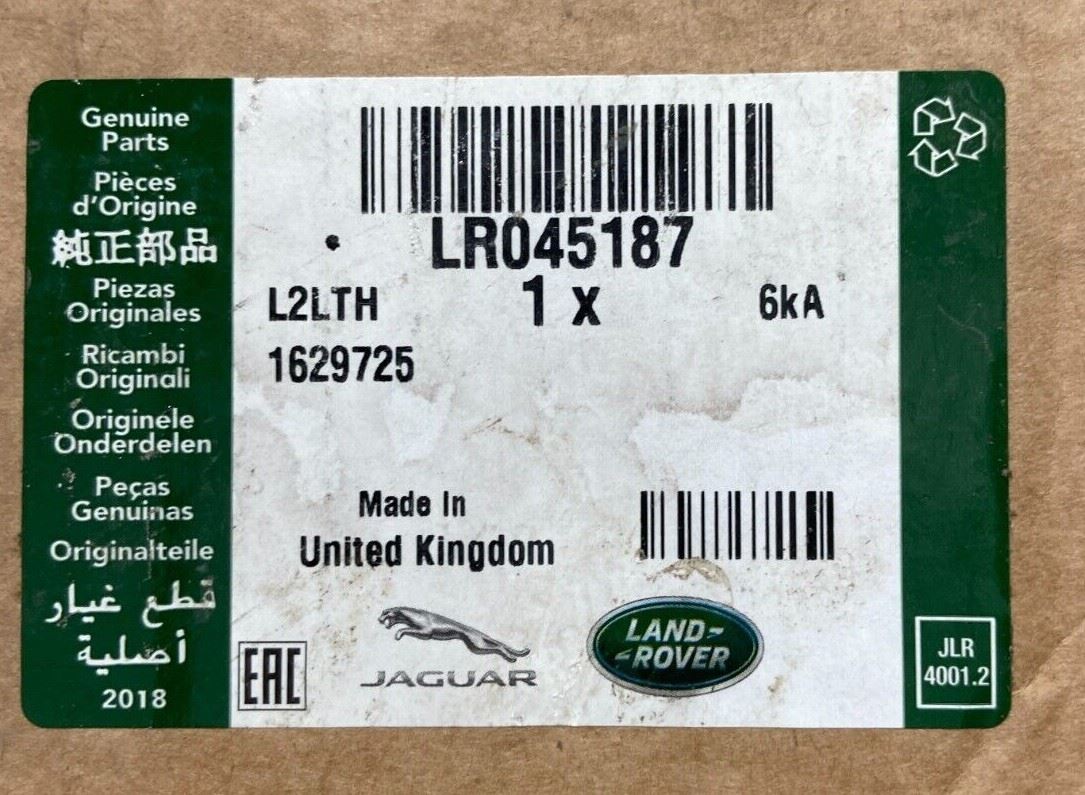 Genuine
Parts
Pièces
d'Origine
純正部品
Piezas
Originales
Ricambi
Originali
Originele
Onderdelen
Peças
Genuinas
Originalteile
قطع غيار
أصلية
2018
LR045187
L2LTH 1 x 6kA
1629725
Made In
United Kingdom
EAC
JAGUAR
LAND-
-ROVER
JLR
4001.2